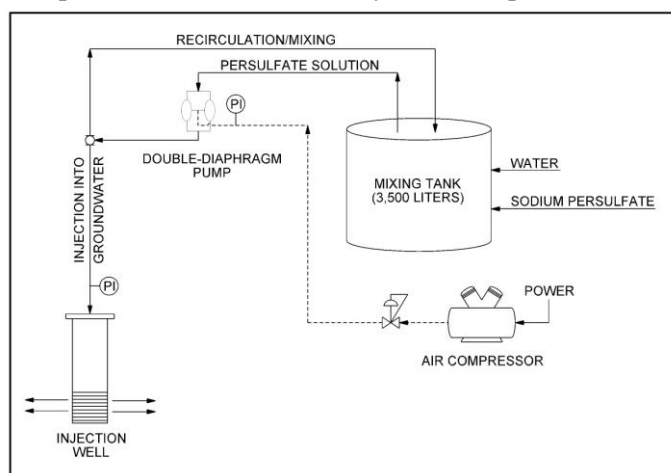 RECIRCULATION/MIXING
PERSULFATE SOLUTION
PI
DOUBLE-DIAPHRAGM
PUMP
INJECTION INTO
GROUNDWATER
MIXING TANK
(3,500 LITERS)
WATER
SODIUM PERSULFATE
PI
POWER
AIR COMPRESSOR
INJECTION
WELL